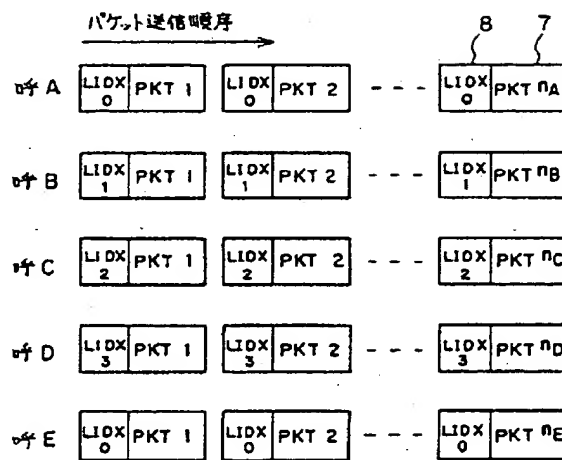 パケット送信順序
8 7
呼A LIDX 0 PKT 1 LIDX 0 PKT 2 --- LIDX 0 PKT nA
呼B LIDX 1 PKT 1 LIDX 1 PKT 2 --- LIDX 1 PKT nB
呼C LIDX 2 PKT 1 LIDX 2 PKT 2 --- LIDX 2 PKT nC
呼D LIDX 3 PKT 1 LIDX 3 PKT 2 --- LIDX 3 PKT nD
呼E LIDX 0 PKT 1 LIDX 0 PKT 2 --- LIDX 0 PKT nE